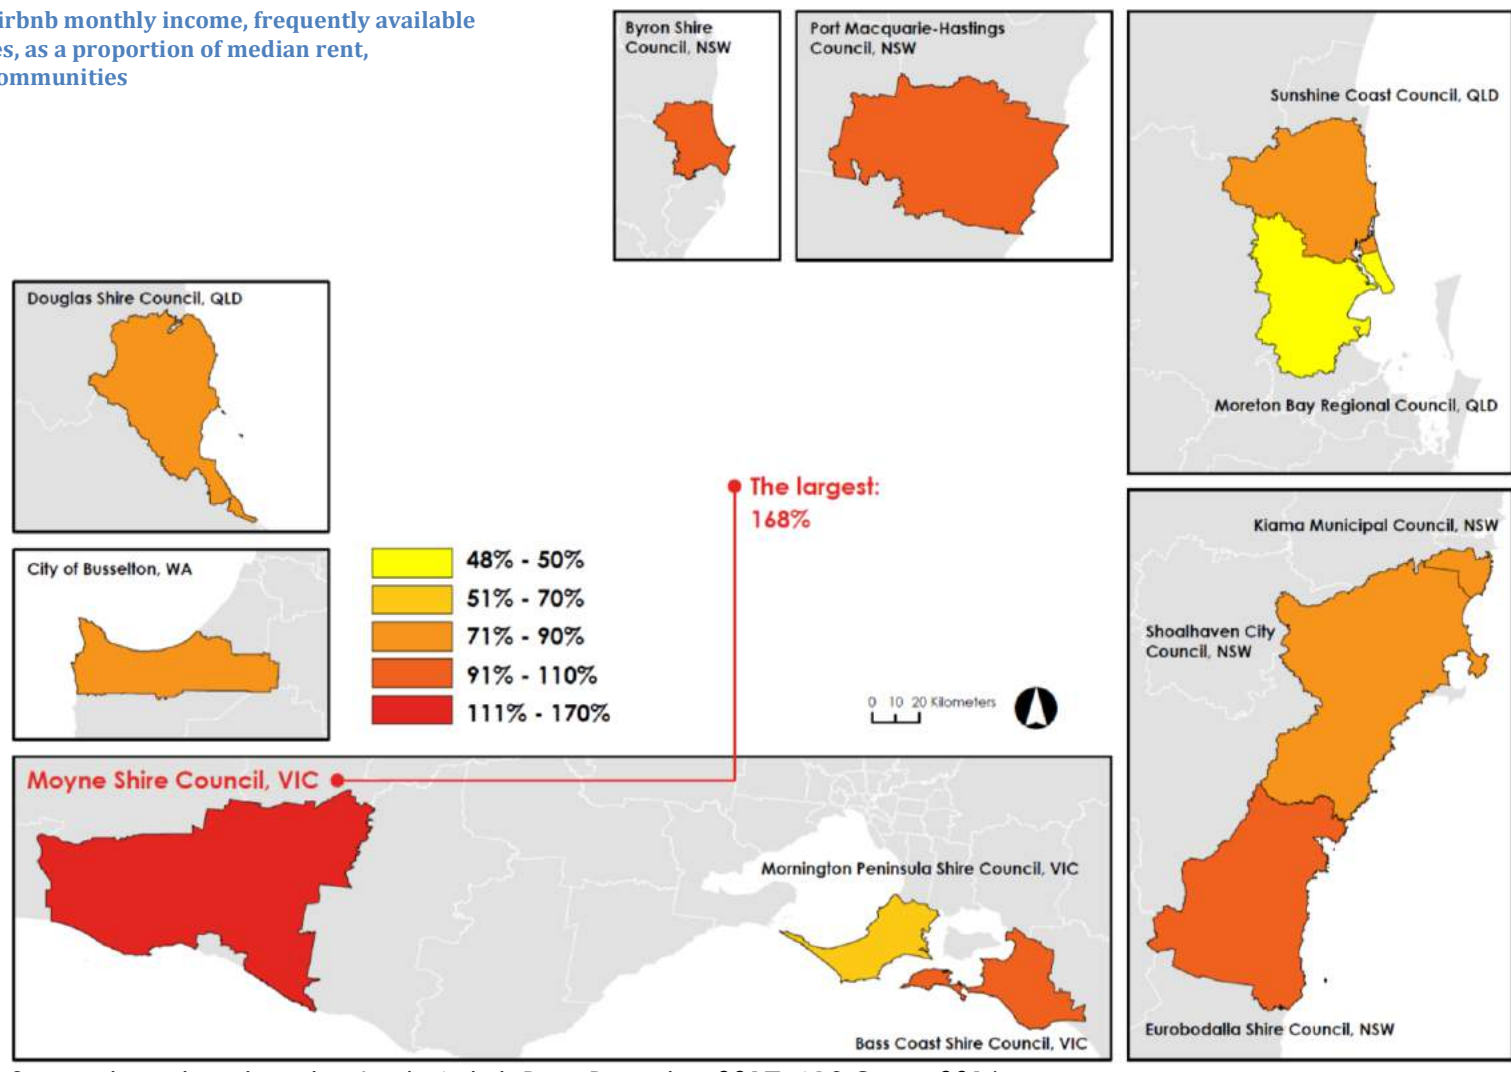 irbnb monthly income, frequently available
es, as a proportion of median rent,
ommunities
Byron Shire
Council, NSW
Port Macquarie-Hastings
Council, NSW
Sunshine Coast Council, QLD
Moreton Bay Regional Council, QLD
Douglas Shire Council, QLD
The largest:
168%
City of Busselton, WA
48% - 50%
51% - 70%
71% - 90%
91% - 110%
111% - 170%
0 10 20 Kilometers
Kiama Municipal Council, NSW
Shoalhaven City
Council, NSW
Eurobodalla Shire Council, NSW
Moyne Shire Council, VIC
Mornington Peninsula Shire Council, VIC
Bass Coast Shire Council, VIC